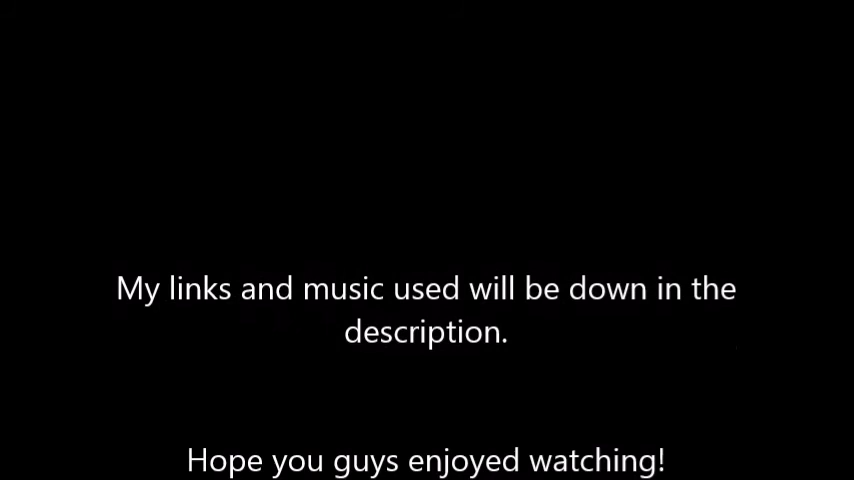 My links and music used will be down in the
description.
Hope you guys enjoyed watching!